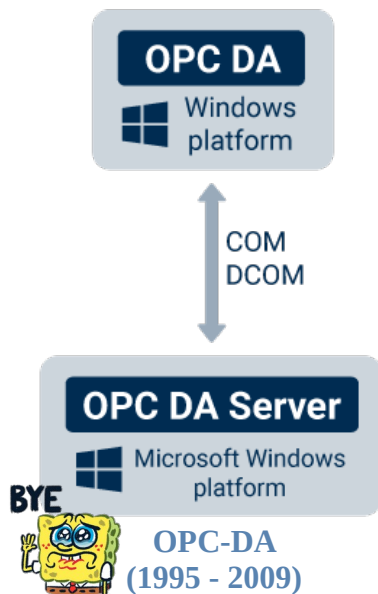 OPC DA
Windows
platform
COM
DCOM
OPC DA Server
Microsoft Windows
platform
BYE
OPC-DA
(1995 - 2009)